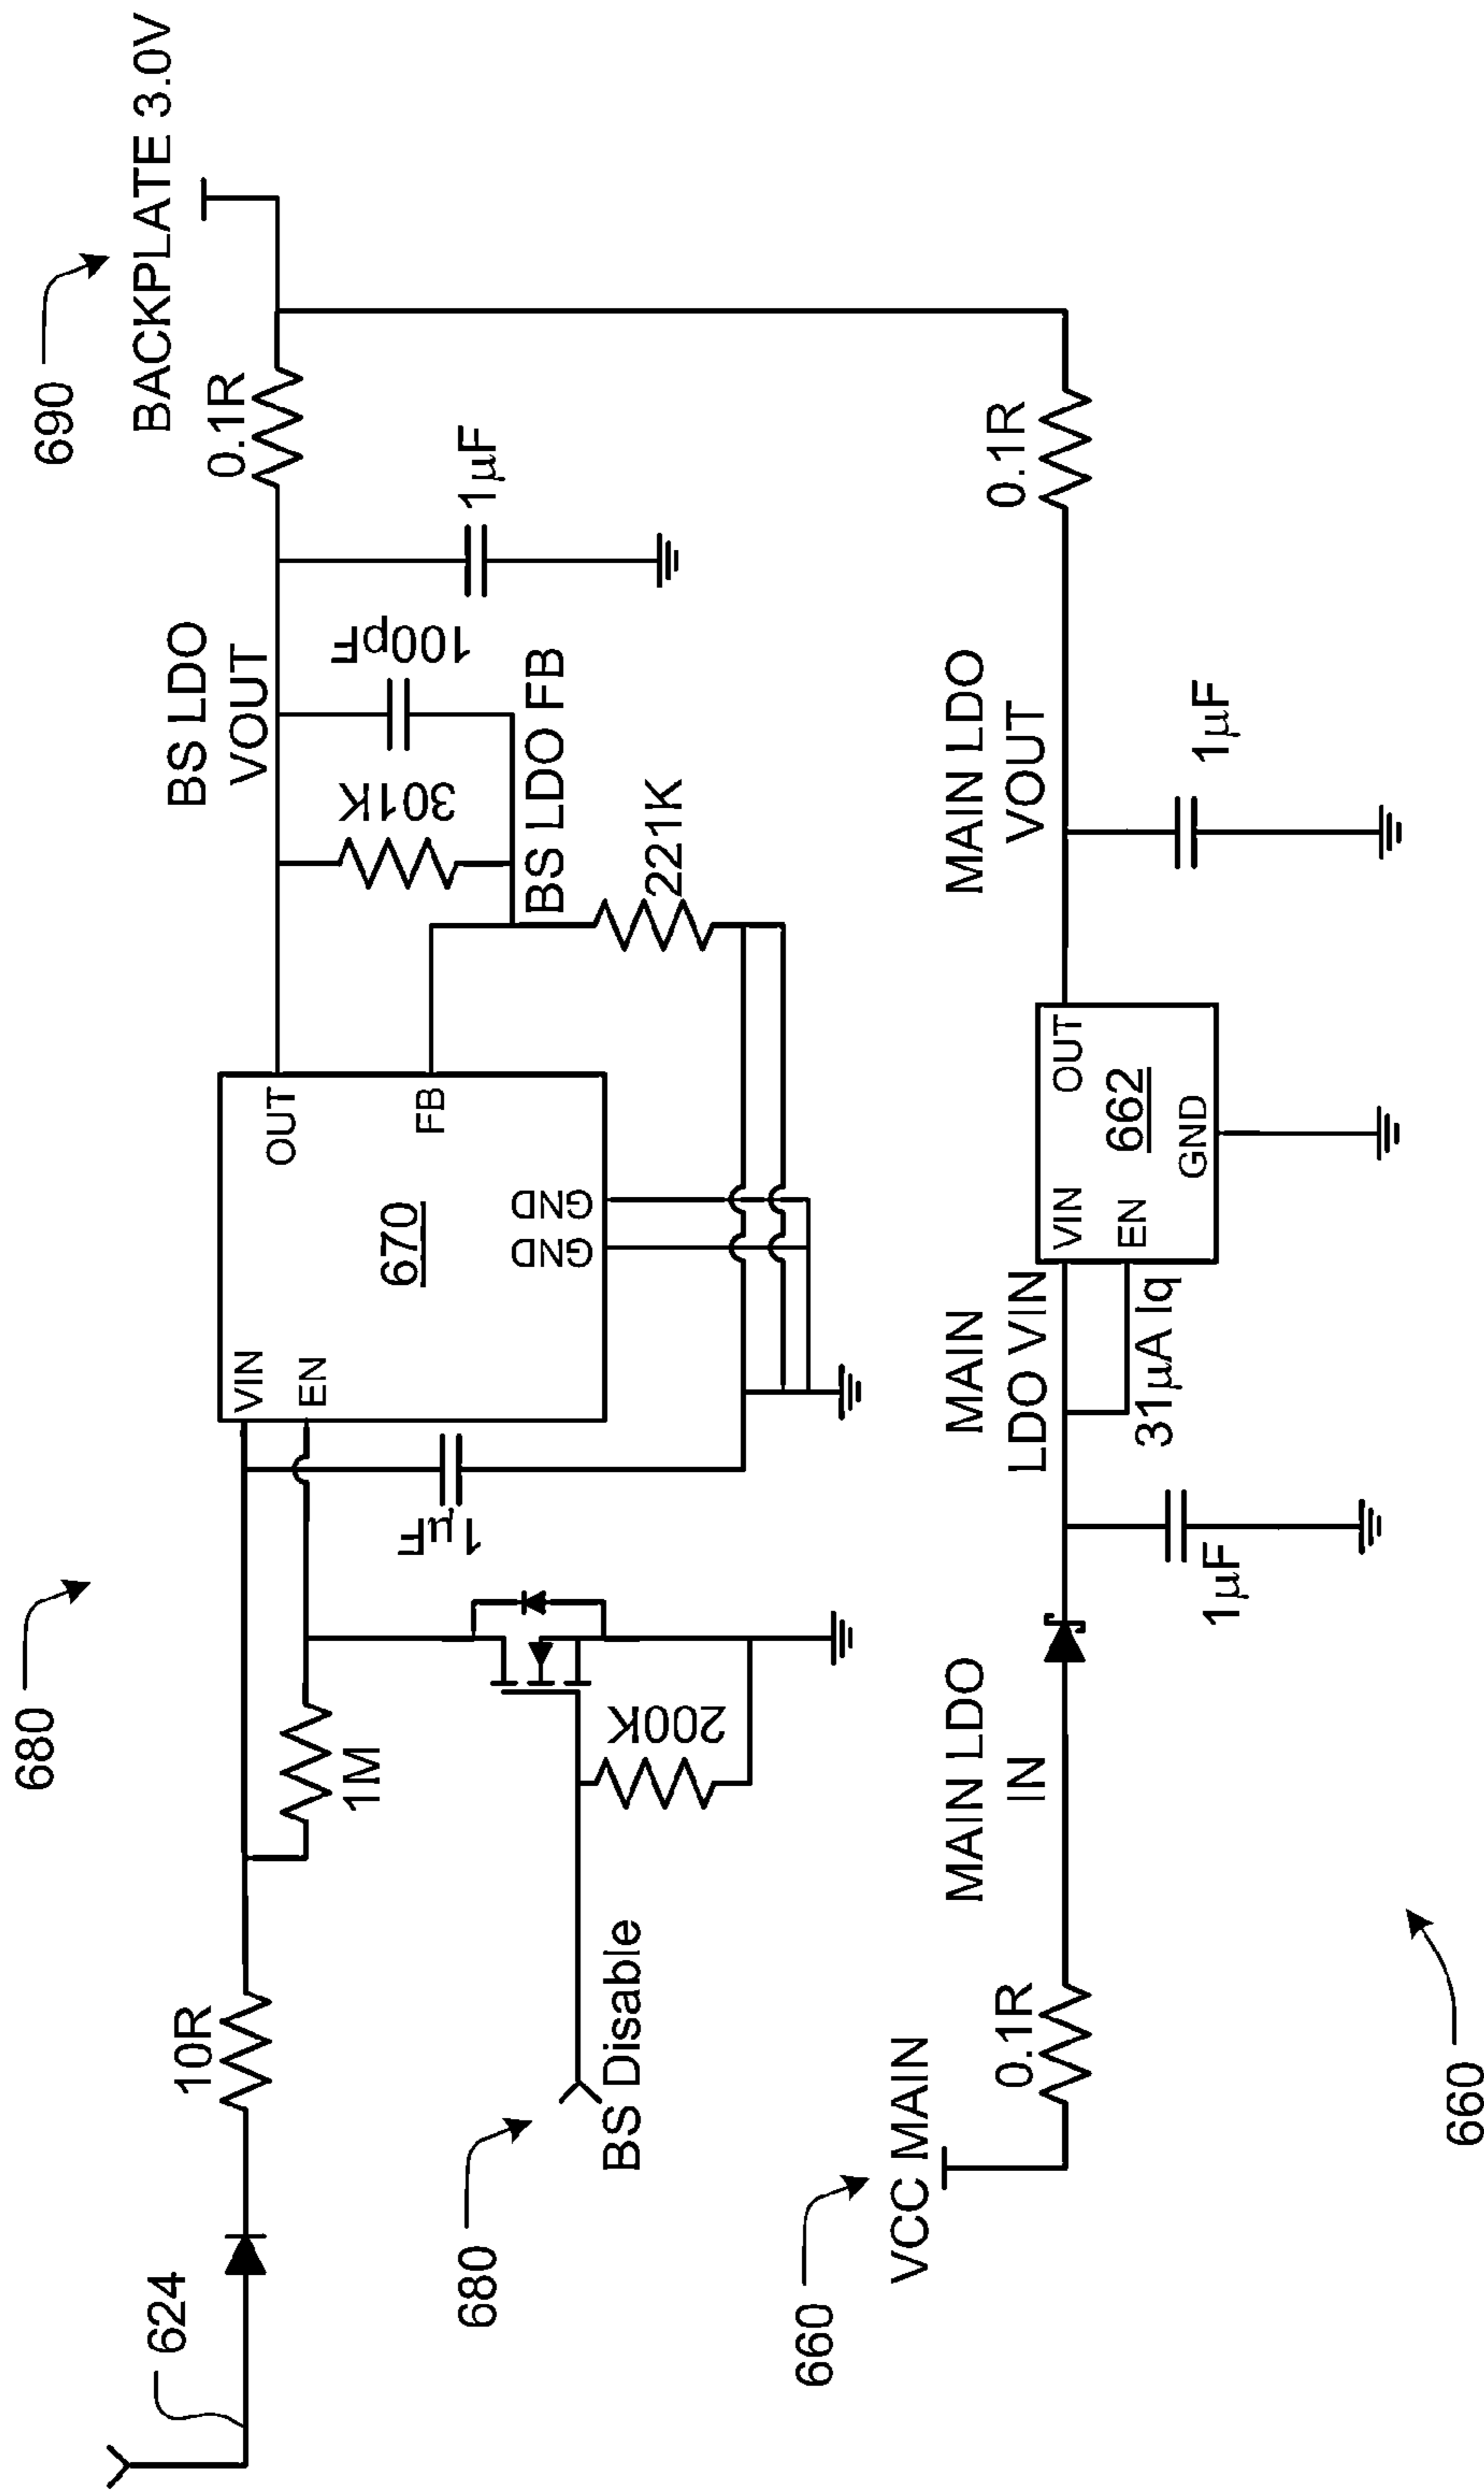 690
BACKPLATE 3.0V
680
624
10R
1M
VIN
EN
670
OUT
FB
GND
GND
BS LDO
VOUT
0.1R
1µF
301K
100pF
BS LDO FB
221K
1µF
200K
680
BS Disable
660
VCC MAIN
0.1R
MAIN LDO
IN
1µF
MAIN
LDO VIN
31µA Iq
VIN
EN
662
OUT
GND
MAIN LDO
VOUT
1µF
0.1R
660